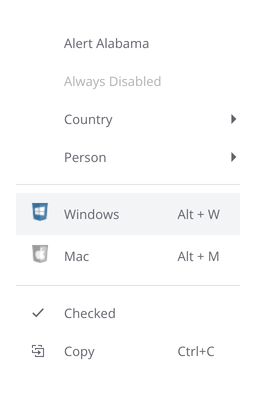 Alert Alabama
Always Disabled
Country
Person
Windows Alt + W
Mac Alt + M
Checked
Copy Ctrl+C